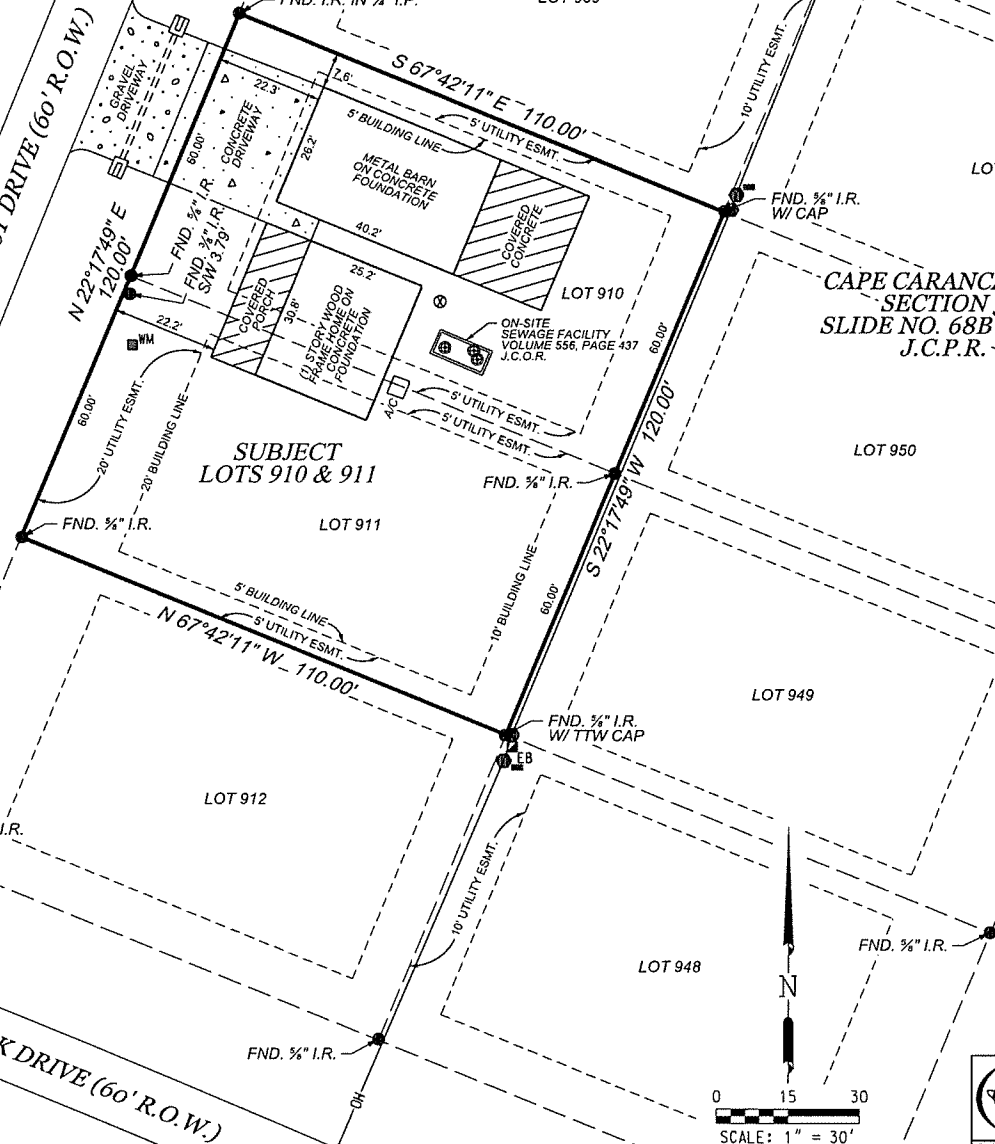 FND. I.R. IN ¾" I.P.
DRIVE (60' R.O.W.)
GRAVEL
DRIVEWAY
22.3'
7.6'
S 67°42'11" E 110.00'
5' BUILDING LINE
5' UTILITY ESMT.
10' UTILITY ESMT.
CONCRETE
DRIVEWAY
60.00'
26.2'
METAL BARN
ON CONCRETE
FOUNDATION
40.2'
COVERED
CONCRETE
FND. ⅝" I.R.
W/ CAP
N 22°17'49" E
120.00'
FND. ⅝" I.R.
FND. ⅜" I.R.
S/W 3.79'
COVERED
PORCH
25.2'
30.8'
(1) STORY WOOD
FRAME HOME ON
CONCRETE
FOUNDATION
LOT 910
CAPE CARANC
SECTION
SLIDE NO. 68B
J.C.P.R.
ON-SITE
SEWAGE FACILITY
VOLUME 556, PAGE 437
J.C.O.R.
22.2'
WM
60.00'
A/C
5' UTILITY ESMT.
5' UTILITY ESMT.
60.00'
20' UTILITY ESMT.
20' BUILDING LINE
SUBJECT
LOTS 910 & 911
S 22°17'49" W 120.00'
LOT 950
FND. ⅝" I.R.
FND. ⅝" I.R.
LOT 911
10' BUILDING LINE
60.00'
5' BUILDING LINE
5' UTILITY ESMT.
N 67°42'11" W 110.00'
LOT 949
FND. ⅝" I.R.
W/ TTW CAP
EB
LOT 912
I.R.
10' UTILITY ESMT.
LOT 948
FND. ⅝" I.R.
N
FND. ⅝" I.R.
K DRIVE (60' R.O.W.)
OH
0 15 30
SCALE: 1" = 30'